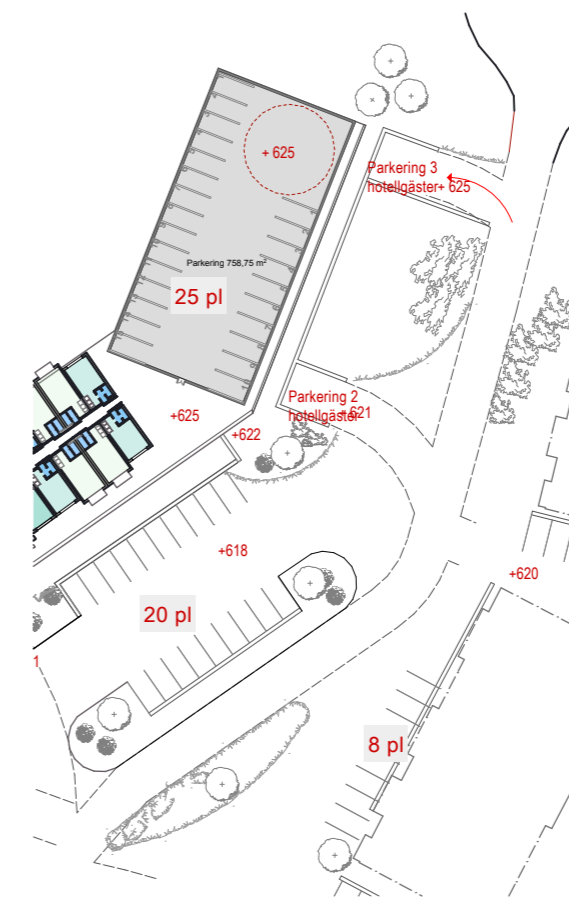 + 625
Parkering 3
hotellgäster+ 625
Parkering 758,75 m²
25 pl
Parkering 2
hotellgäster+621
+625
+622
+618
+620
20 pl
1
8 pl